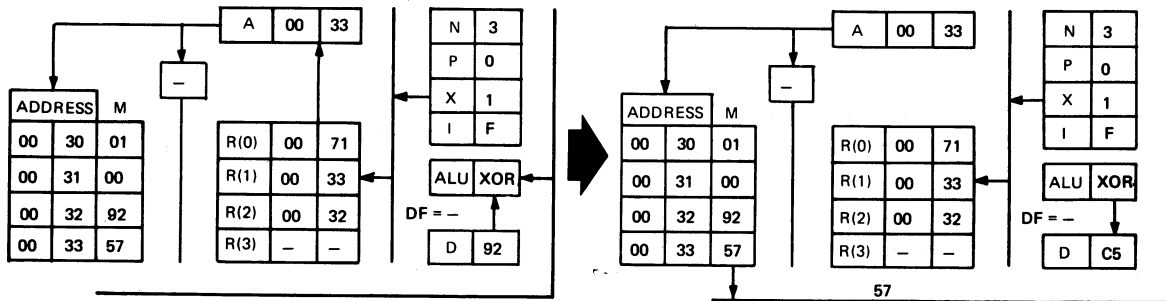 A 00 33
N 3
P 0
X 1
I F
–
ADDRESS M
00 30 01
00 31 00
00 32 92
00 33 57
R(0) 00 71
R(1) 00 33
R(2) 00 32
R(3) – –
ALU XOR
DF = –
D 92
A 00 33
N 3
P 0
X 1
I F
–
ADDRESS M
00 30 01
00 31 00
00 32 92
00 33 57
R(0) 00 71
R(1) 00 33
R(2) 00 32
R(3) – –
ALU XOR
DF = –
D C5
57